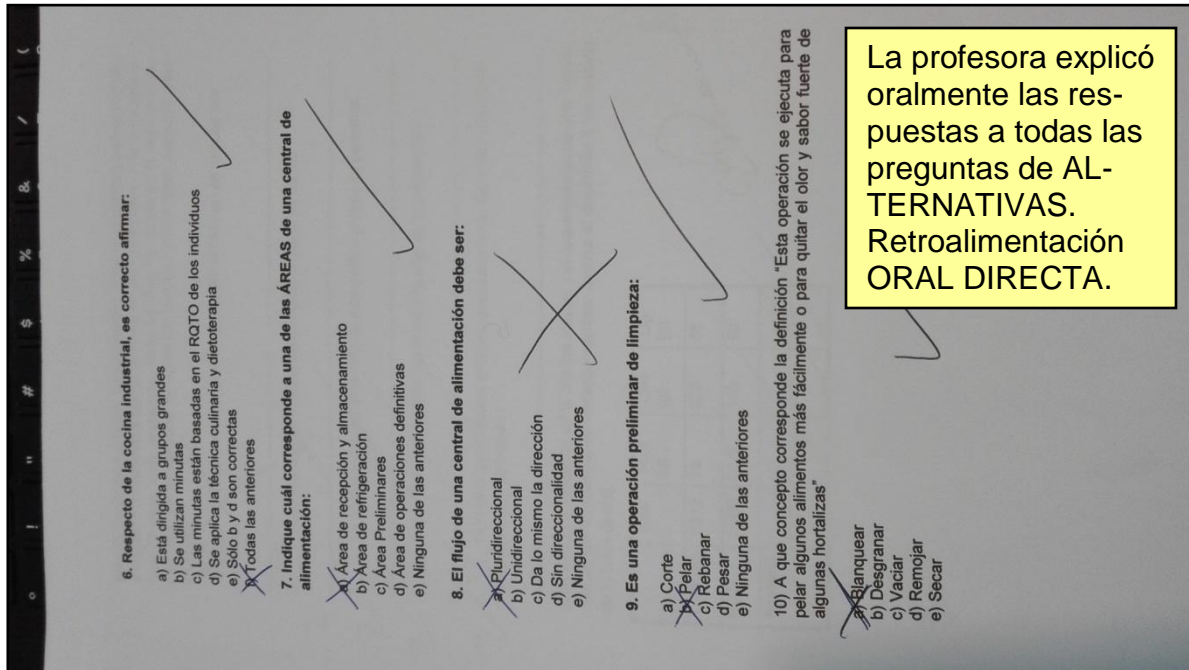 6. Respecto de la cocina industrial, es correcto afirmar:
a) Está dirigida a grupos grandes
b) Se utilizan minutas
c) Las minutas están basadas en el RQTO de los individuos
d) Se aplica la técnica culinaria y dietoterapia
e) Sólo b y d son correctas
f) Todas las anteriores
7. Indique cuál corresponde a una de las ÁREAS de una central de
alimentación:
a) Área de recepción y almacenamiento
b) Área de refrigeración
c) Área Preliminares
d) Área de operaciones definitivas
e) Ninguna de las anteriores
8. El flujo de una central de alimentación debe ser:
a) Pluridireccional
b) Unidireccional
c) Da lo mismo la dirección
d) Sin direccionalidad
e) Ninguna de las anteriores
9. Es una operación preliminar de limpieza:
a) Corte
b) Pelar
c) Rebanar
d) Pesar
e) Ninguna de las anteriores
10) A que concepto corresponde la definición "Esta operación se ejecuta para
pelar algunos alimentos más fácilmente o para quitar el olor y sabor fuerte de
algunas hortalizas"
a) Blanquear
b) Desgranar
c) Vaciar
d) Remojar
e) Secar
La profesora explicó
oralmente las res-
puestas a todas las
preguntas de AL-
TERNATIVAS.
Retroalimentación
ORAL DIRECTA.